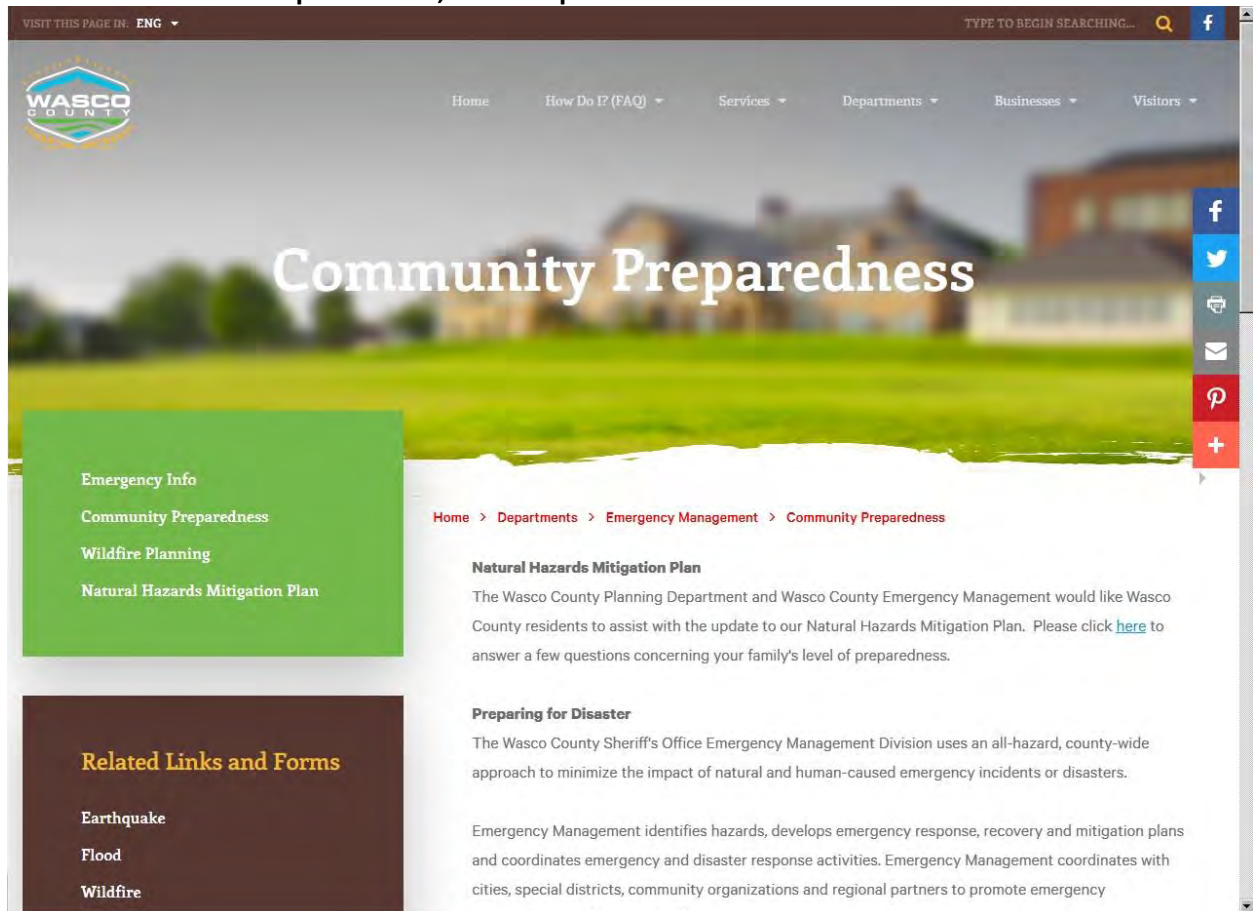 VISIT THIS PAGE IN: ENG
TYPE TO BEGIN SEARCHING...
WASCO
COUNTY
Home
How Do I? (FAQ)
Services
Departments
Businesses
Visitors
Community Preparedness
Emergency Info
Community Preparedness
Wildfire Planning
Natural Hazards Mitigation Plan
Home > Departments > Emergency Management > Community Preparedness
Natural Hazards Mitigation Plan
The Wasco County Planning Department and Wasco County Emergency Management would like Wasco
County residents to assist with the update to our Natural Hazards Mitigation Plan. Please click here to
answer a few questions concerning your family's level of preparedness.
Preparing for Disaster
The Wasco County Sheriff's Office Emergency Management Division uses an all-hazard, county-wide
approach to minimize the impact of natural and human-caused emergency incidents or disasters.
Emergency Management identifies hazards, develops emergency response, recovery and mitigation plans
and coordinates emergency and disaster response activities. Emergency Management coordinates with
cities, special districts, community organizations and regional partners to promote emergency
Related Links and Forms
Earthquake
Flood
Wildfire